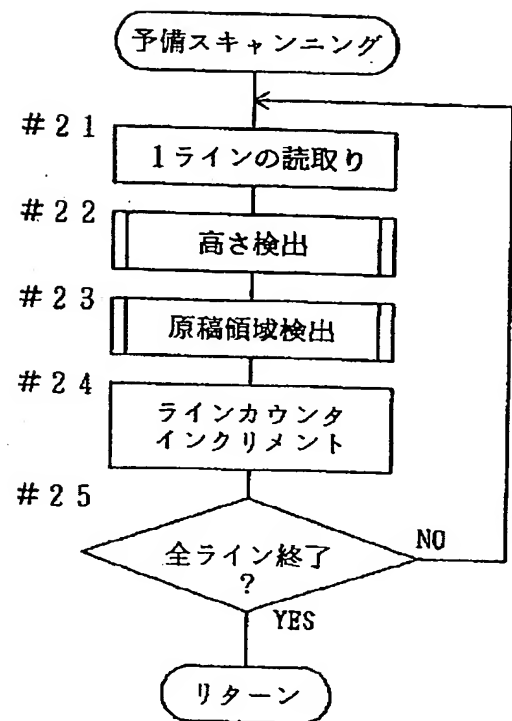 予備スキャンニング
#21
1ラインの読取り
#22
高さ検出
#23
原稿領域検出
#24
ラインカウンタ
インクリメント
#25
全ライン終了
?
NO
YES
リターン